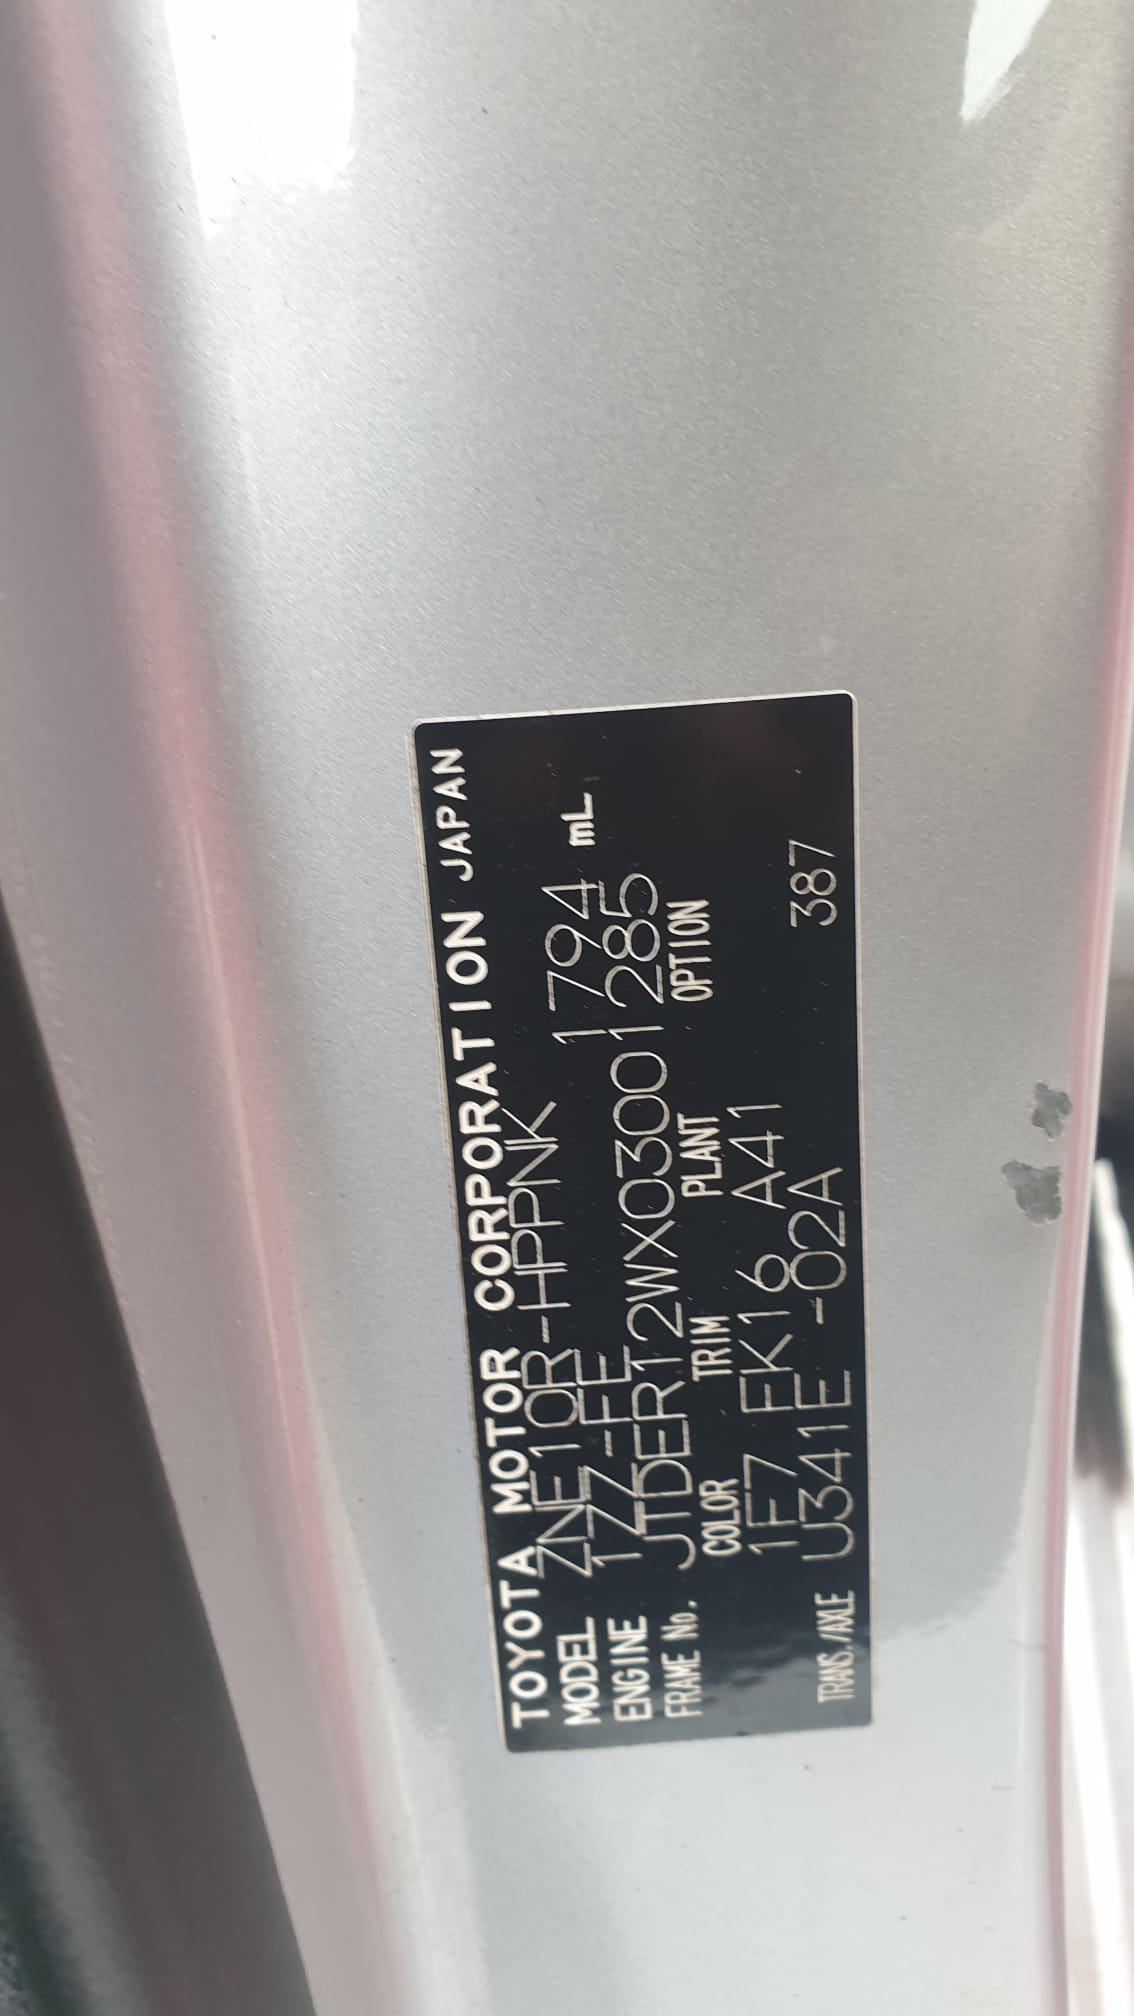 TOYOTA MOTOR CORPORATION JAPAN
MODEL ZNE10R-HPPNK 1794 mL
ENGINE 1ZZ-FE
FRAME No. JTDER12WX03001285
COLOR TRIM PLANT OPTION
1F7 EK16 A41
TRANS./AXLE U341E -02A 387